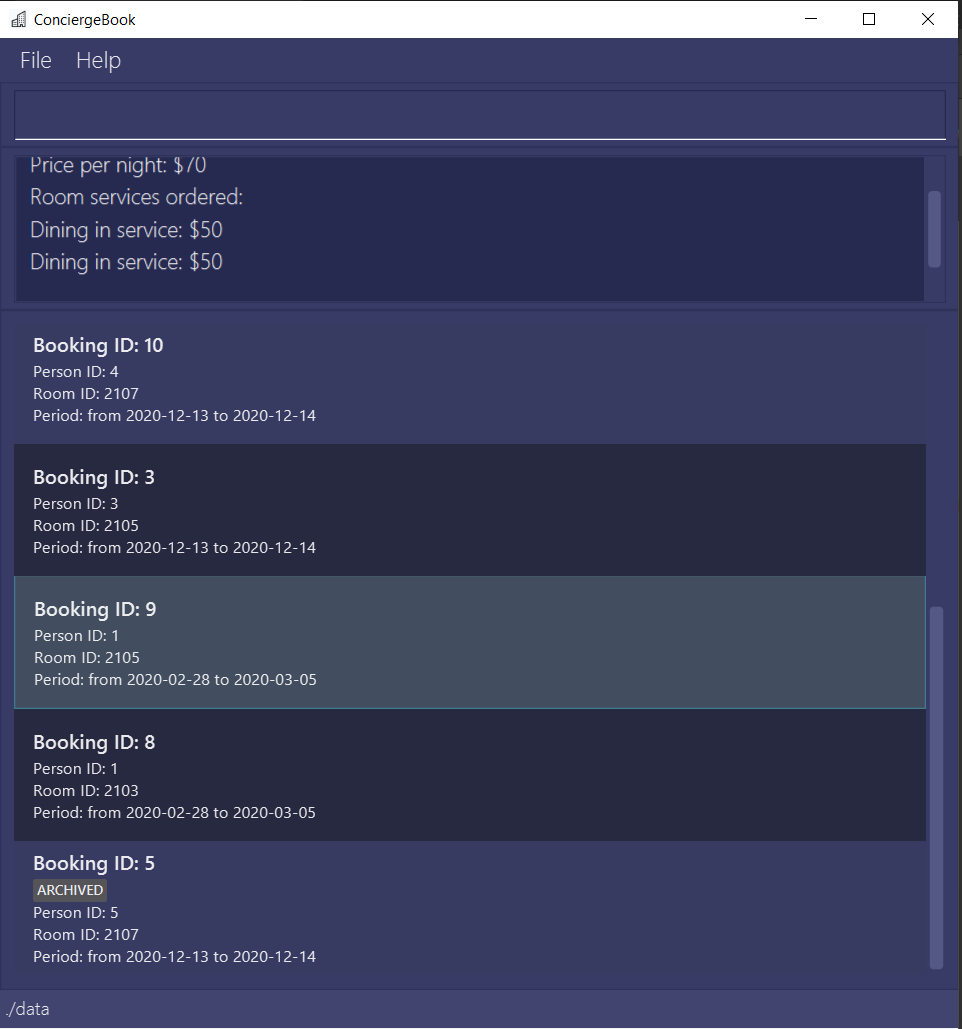 ConciergeBook
File Help
Price per night: $70
Room services ordered:
Dining in service: $50
Dining in service: $50
Booking ID: 10
Person ID: 4
Room ID: 2107
Period: from 2020-12-13 to 2020-12-14
Booking ID: 3
Person ID: 3
Room ID: 2105
Period: from 2020-12-13 to 2020-12-14
Booking ID: 9
Person ID: 1
Room ID: 2105
Period: from 2020-02-28 to 2020-03-05
Booking ID: 8
Person ID: 1
Room ID: 2103
Period: from 2020-02-28 to 2020-03-05
Booking ID: 5
ARCHIVED
Person ID: 5
Room ID: 2107
Period: from 2020-12-13 to 2020-12-14
./data